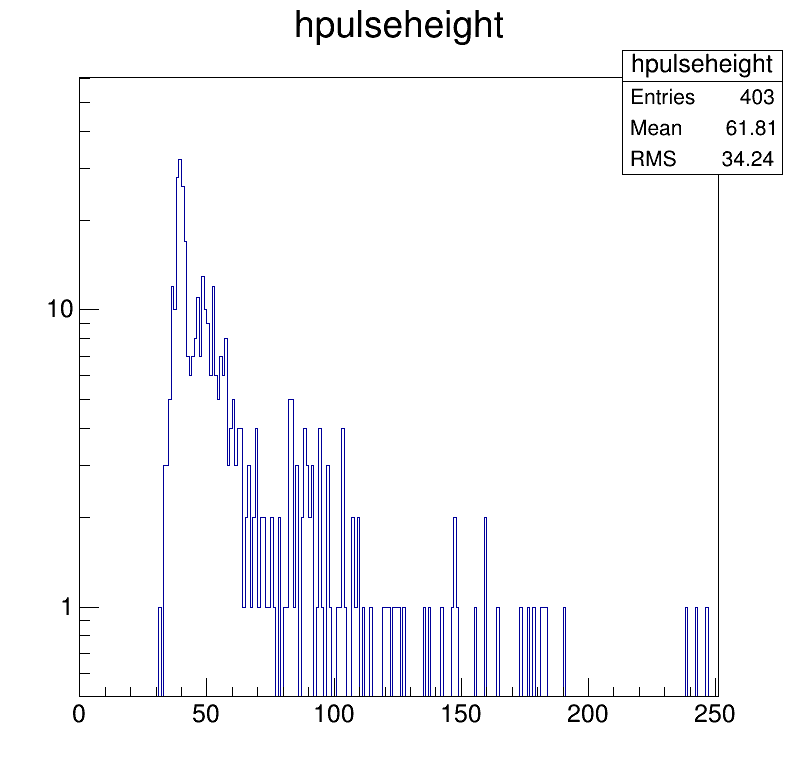 hpulseheight
hpulseheight
Entries 403
Mean 61.81
RMS 34.24
10
1
0 50 100 150 200 250